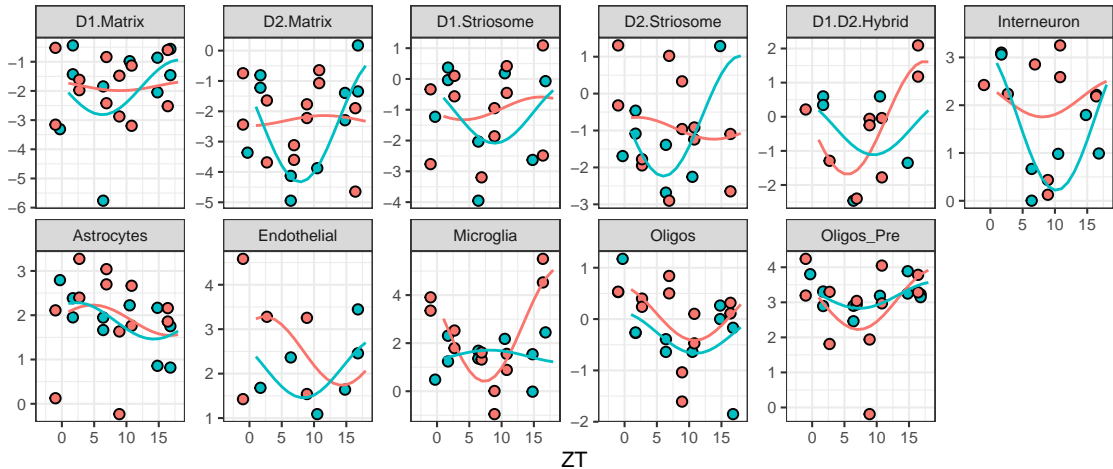 D1.Matrix D2.Matrix D1.Striosome D2.Striosome D1.D2.Hybrid Interneuron
−1 −2 −3 −4 −5 −6
0 −1 −2 −3 −4 −5
1 0 −1 −2 −3 −4
1 0 −1 −2 −3
2 1 0 −1 −2
3 2 1 0
Astrocytes Endothelial Microglia Oligos Oligos_Pre
3 2 1 0
4 3 2 1
4 2 0
1 0 −1 −2
4 3 2 1 0
0 5 10 15 0 5 10 15 0 5 10 15 0 5 10 15 0 5 10 15 0 5 10 15
ZT